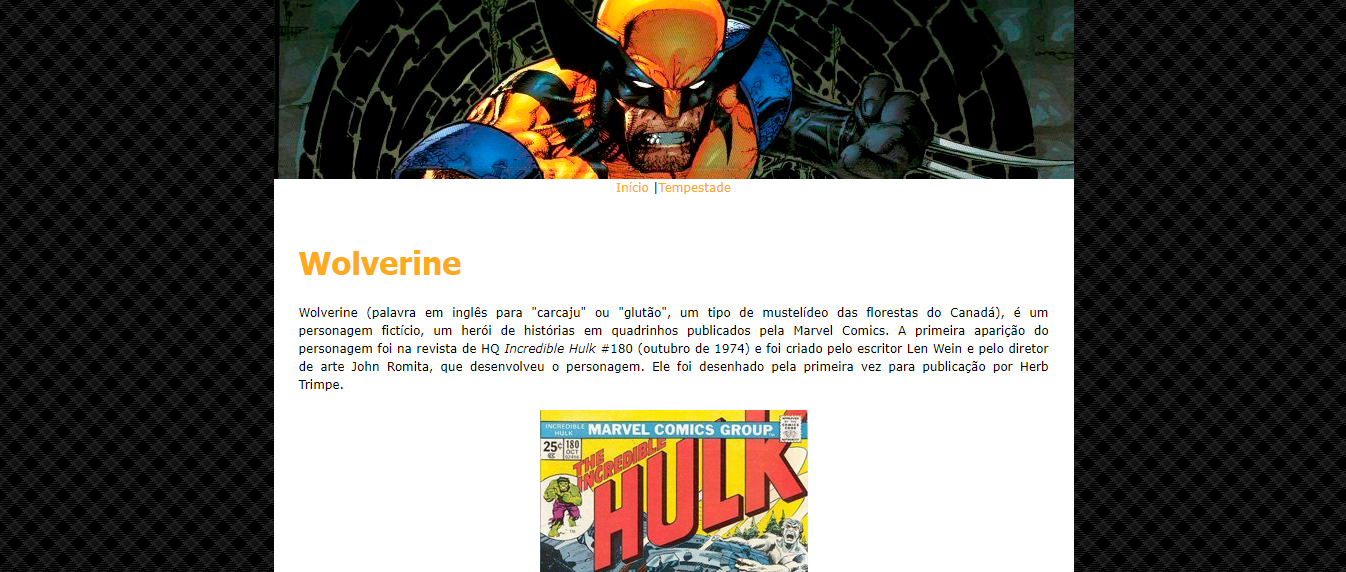 Início |Tempestade
Wolverine
Wolverine (palavra em inglês para "carcaju" ou "glutão", um tipo de mustelídeo das florestas do Canadá), é um
personagem fictício, um herói de histórias em quadrinhos publicados pela Marvel Comics. A primeira aparição do
personagem foi na revista de HQ Incredible Hulk #180 (outubro de 1974) e foi criado pelo escritor Len Wein e pelo diretor
de arte John Romita, que desenvolveu o personagem. Ele foi desenhado pela primeira vez para publicação por Herb
Trimpe.
INCREDIBLE
HULK
MARVEL COMICS GROUP
25¢
180
OCT
THE
INCREDIBLE
HULK